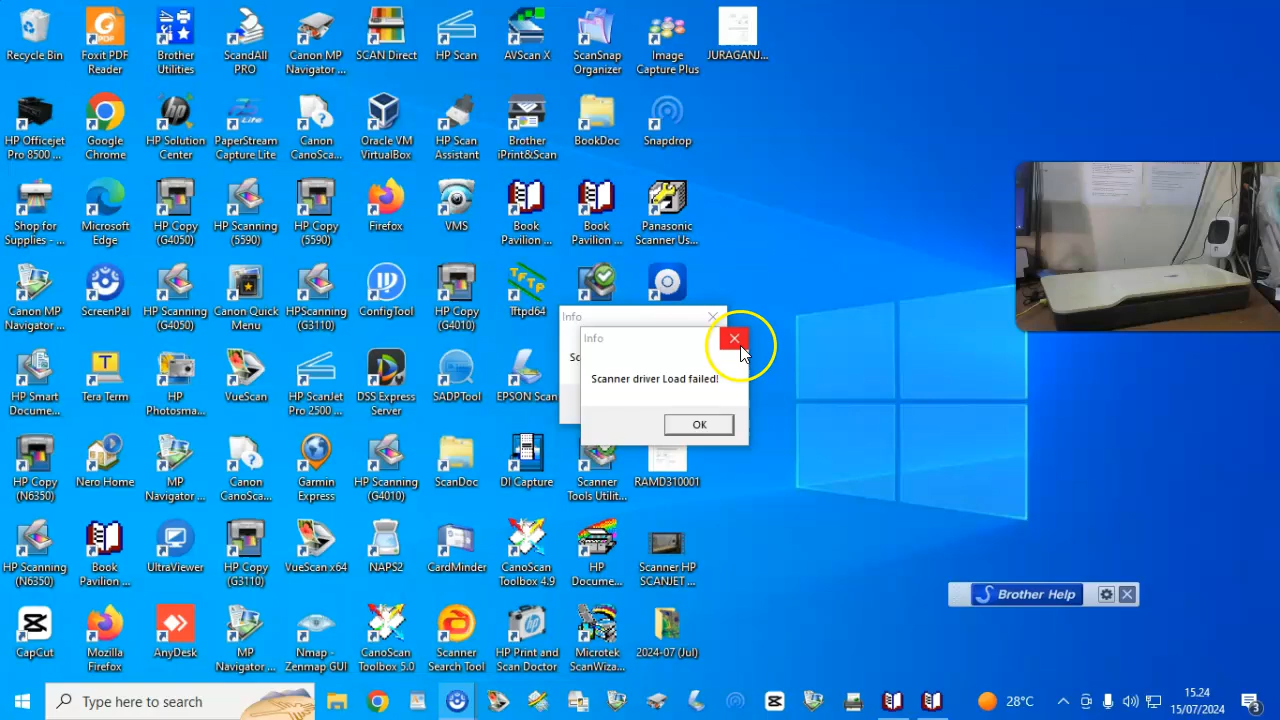 Recycle Bin
Foxit PDF
Reader
Brother
Utilities
ScandAll
PRO
Canon MP
Navigator ...
SCAN Direct
HP Scan
AVScan X
ScanSnap
Organizer
Image
Capture Plus
JURAGANJ...
HP Officejet
Pro 8500 ...
Google
Chrome
HP Solution
Center
PaperStream
Capture Lite
Canon
CanoSca...
Oracle VM
VirtualBox
HP Scan
Assistant
Brother
iPrint&Scan
BookDoc
Snapdrop
Shop for
Supplies - ...
Microsoft
Edge
HP Copy
(G4050)
HP Scanning
(5590)
HP Copy
(5590)
Firefox
VMS
Book
Pavilion ...
Book
Pavilion ...
Panasonic
Scanner Us...
Canon MP
Navigator ...
ScreenPal
HP Scanning
(G4050)
Canon Quick
Menu
HPScanning
(G3110)
ConfigTool
HP Copy
(G4010)
Tftpd64
Info
Info
Sc
Scanner driver Load failed!
OK
HP Smart
Docume...
Tera Term
HP
Photosma...
VueScan
HP ScanJet
Pro 2500 ...
DSS Express
Server
SADPTool
EPSON Scan
HP Copy
(N6350)
Nero Home
MP
Navigator ...
Canon
CanoSca...
Garmin
Express
HP Scanning
(G4010)
ScanDoc
DI Capture
Scanner
Tools Utilit...
RAMD310001
HP Scanning
(N6350)
Book
Pavilion ...
UltraViewer
HP Copy
(G3110)
VueScan x64
NAPS2
CardMinder
CanoScan
Toolbox 4.9
HP
Docume...
Scanner HP
SCANJET ...
Brother Help
CapCut
Mozilla
Firefox
AnyDesk
MP
Navigator ...
Nmap -
Zenmap GUI
CanoScan
Toolbox 5.0
Scanner
Search Tool
HP Print and
Scan Doctor
Microtek
ScanWiza...
2024-07 (Jul)
Type here to search
28°C
15.24
15/07/2024
3